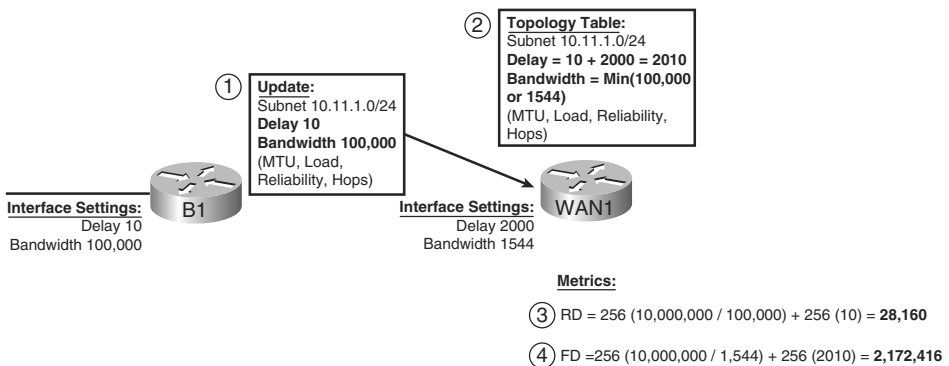 1
Update:
Subnet 10.11.1.0/24
Delay 10
Bandwidth 100,000
(MTU, Load,
Reliability, Hops)
2
Topology Table:
Subnet 10.11.1.0/24
Delay = 10 + 2000 = 2010
Bandwidth = Min(100,000
or 1544)
(MTU, Load, Reliability,
Hops)
B1
Interface Settings:
Delay 10
Bandwidth 100,000
WAN1
Interface Settings:
Delay 2000
Bandwidth 1544
Metrics:
3 RD = 256 (10,000,000 / 100,000) + 256 (10) = 28,160
4 FD =256 (10,000,000 / 1,544) + 256 (2010) = 2,172,416